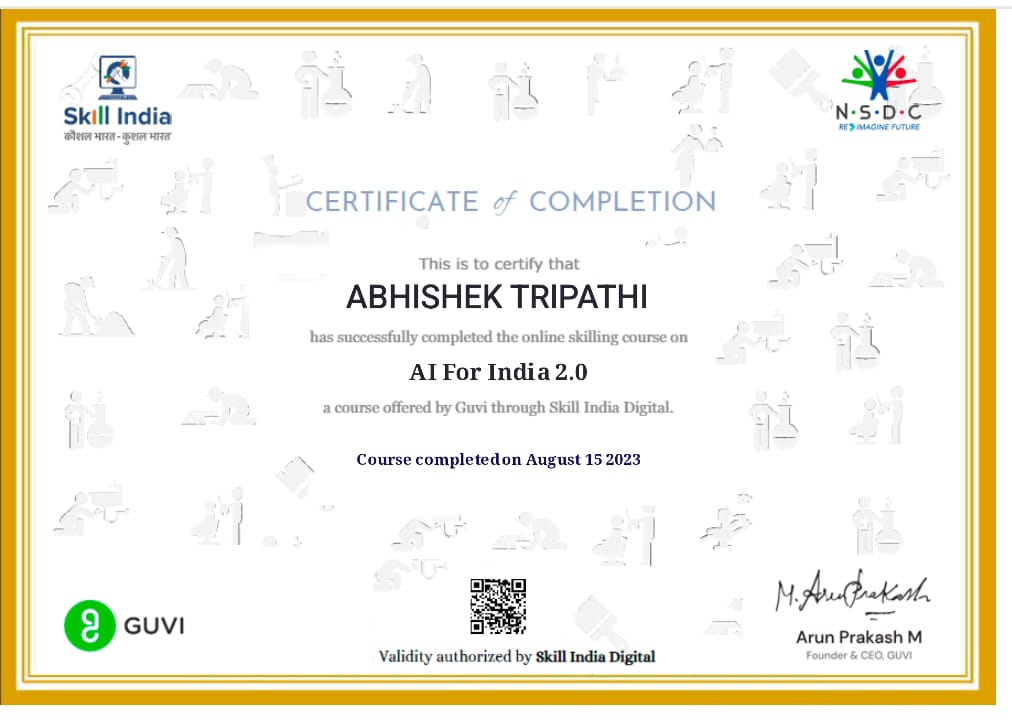 Skill India
कौशल भारत-कुशल भारत
N·S·D·C
RE IMAGINE FUTURE
CERTIFICATE of COMPLETION
This is to certify that
ABHISHEK TRIPATHI
has successfully completed the online skilling course on
AI For India 2.0
a course offered by Guvi through Skill India Digital.
Course completed on August 15 2023
GUVI
M. Arun Prakash
Arun Prakash M
Founder & CEO, GUVI
Validity authorized by Skill India Digital